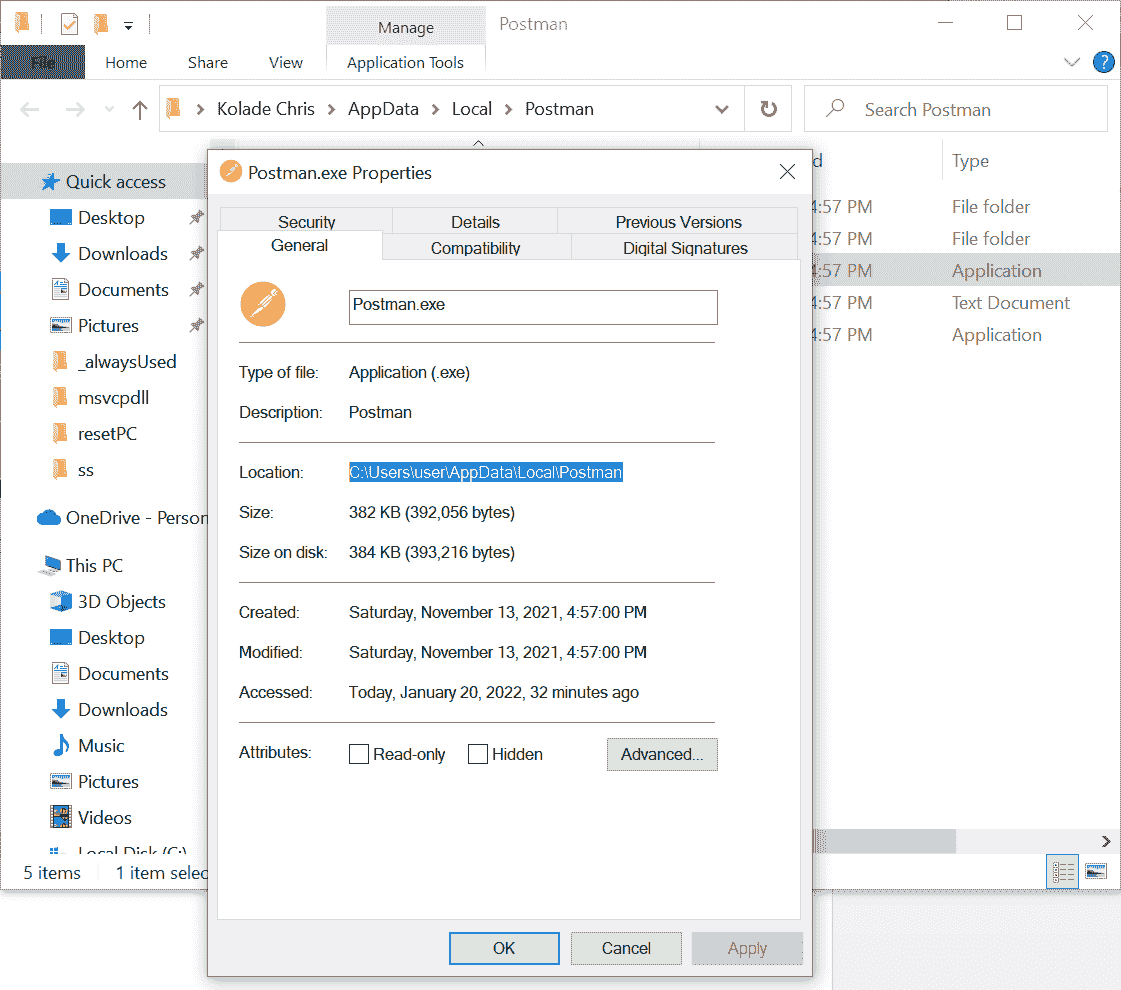 Manage
Postman
File
Home
Share
View
Application Tools
Kolade Chris
AppData
Local
Postman
Search Postman
Type
Quick access
Desktop
Downloads
Documents
Pictures
_alwaysUsed
msvcpdll
resetPC
ss
OneDrive - Person
This PC
3D Objects
Desktop
Documents
Downloads
Music
Pictures
Videos
Local Disk (C:)
5 items
1 item selec
4:57 PM File folder
4:57 PM File folder
4:57 PM Application
4:57 PM Text Document
4:57 PM Application
Postman.exe Properties
Security
Details
Previous Versions
General
Compatibility
Digital Signatures
Postman.exe
Type of file: Application (.exe)
Description: Postman
Location: C:\Users\user\AppData\Local\Postman
Size: 382 KB (392,056 bytes)
Size on disk: 384 KB (393,216 bytes)
Created: Saturday, November 13, 2021, 4:57:00 PM
Modified: Saturday, November 13, 2021, 4:57:00 PM
Accessed: Today, January 20, 2022, 32 minutes ago
Attributes: Read-only Hidden Advanced...
OK
Cancel
Apply